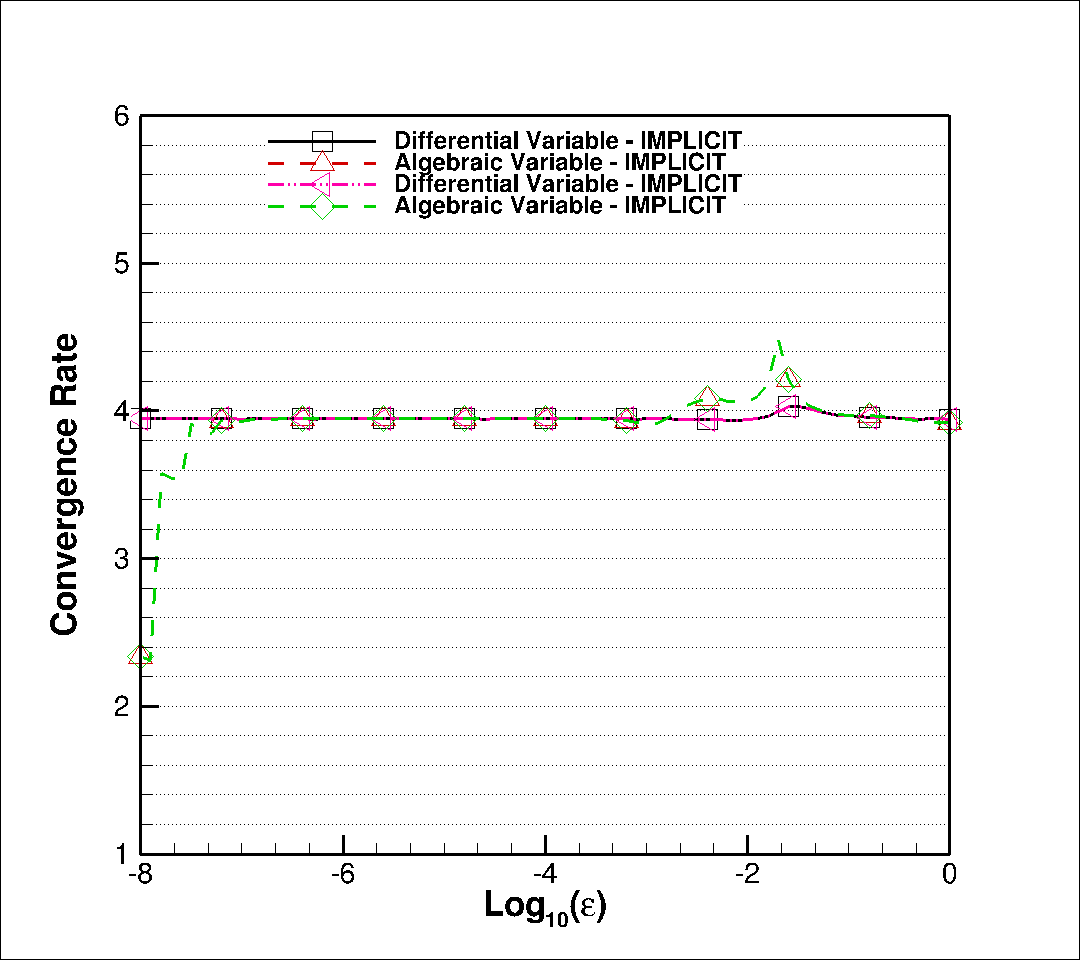 6
Differential Variable - IMPLICIT
Algebraic Variable - IMPLICIT
Differential Variable - IMPLICIT
Algebraic Variable - IMPLICIT
5
4
3
2
1
Convergence Rate
-8 -6 -4 -2 0
Log10(ε)